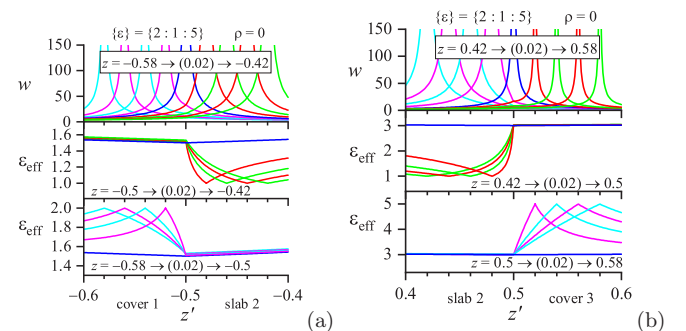 {ε} = {2 : 1 : 5} ρ = 0
150
100
50
0
w
z = −0.58 → (0.02) → −0.42
1.6
1.4
1.2
1.0
εeff
z = −0.5 → (0.02) → −0.42
2.0
1.8
1.6
1.4
εeff
z = −0.58 → (0.02) → −0.5
−0.6 −0.5 −0.4
cover 1 slab 2
z′
(a)
{ε} = {2 : 1 : 5} ρ = 0
150
100
50
0
w
z = 0.42 → (0.02) → 0.58
3
2
1
εeff
z = 0.42 → (0.02) → 0.5
5
4
3
εeff
z = 0.5 → (0.02) → 0.58
0.4 0.5 0.6
slab 2 cover 3
z′
(b)